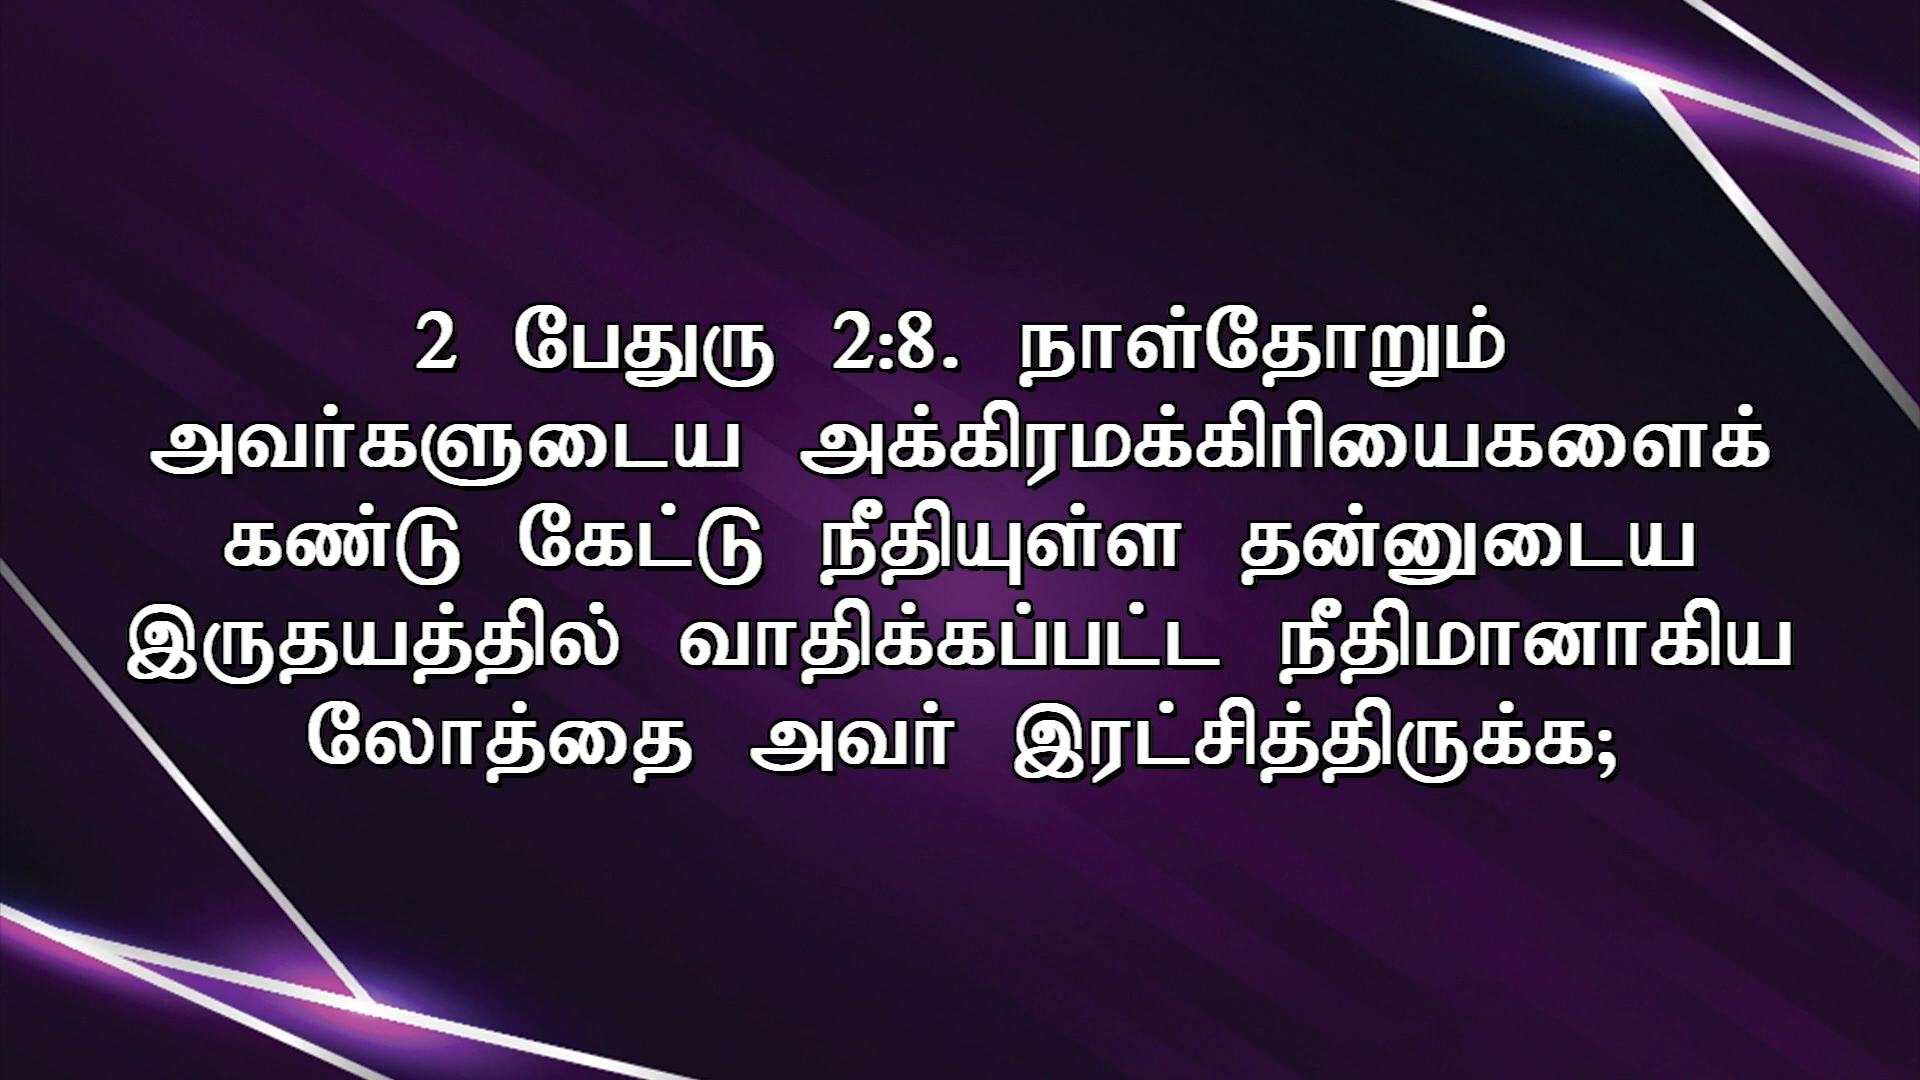 2 பேதுரு 2:8. நாள்தோறும்
அவர்களுடைய அக்கிரமக்கிரியைகளைக்
கண்டு கேட்டு நீதியுள்ள தன்னுடைய
இருதயத்தில் வாதிக்கப்பட்ட நீதிமானாகிய
லோத்தை அவர் இரட்சித்திருக்க;